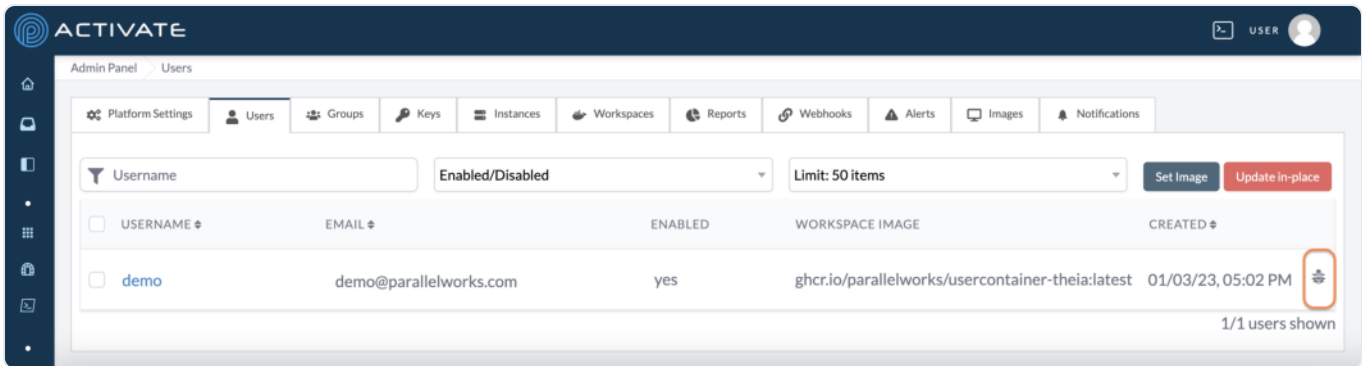 ACTIVATE USER
Admin Panel Users
Platform Settings Users Groups Keys Instances Workspaces Reports Webhooks Alerts Images Notifications
Username Enabled/Disabled Limit: 50 items Set Image Update in-place
USERNAME EMAIL ENABLED WORKSPACE IMAGE CREATED
demo demo@parallelworks.com yes ghcr.io/parallelworks/usercontainer-theia:latest 01/03/23, 05:02 PM
1/1 users shown